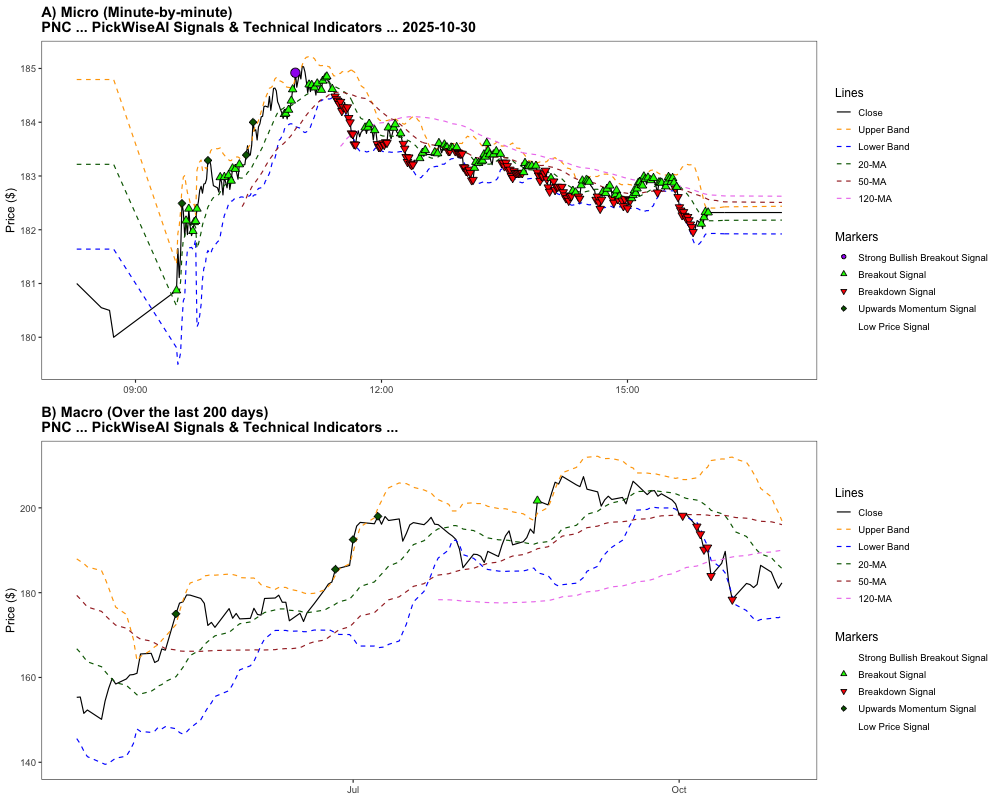 A) Micro (Minute-by-minute)
PNC ... PickWiseAI Signals & Technical Indicators ... 2025-10-30
185
184
183
182
181
180
Price ($)
09:00
12:00
15:00
Lines
Close
Upper Band
Lower Band
20-MA
50-MA
120-MA
Markers
Strong Bullish Breakout Signal
Breakout Signal
Breakdown Signal
Upwards Momentum Signal
Low Price Signal
B) Macro (Over the last 200 days)
PNC ... PickWiseAI Signals & Technical Indicators ...
200
180
160
140
Price ($)
Jul
Oct
Lines
Close
Upper Band
Lower Band
20-MA
50-MA
120-MA
Markers
Strong Bullish Breakout Signal
Breakout Signal
Breakdown Signal
Upwards Momentum Signal
Low Price Signal